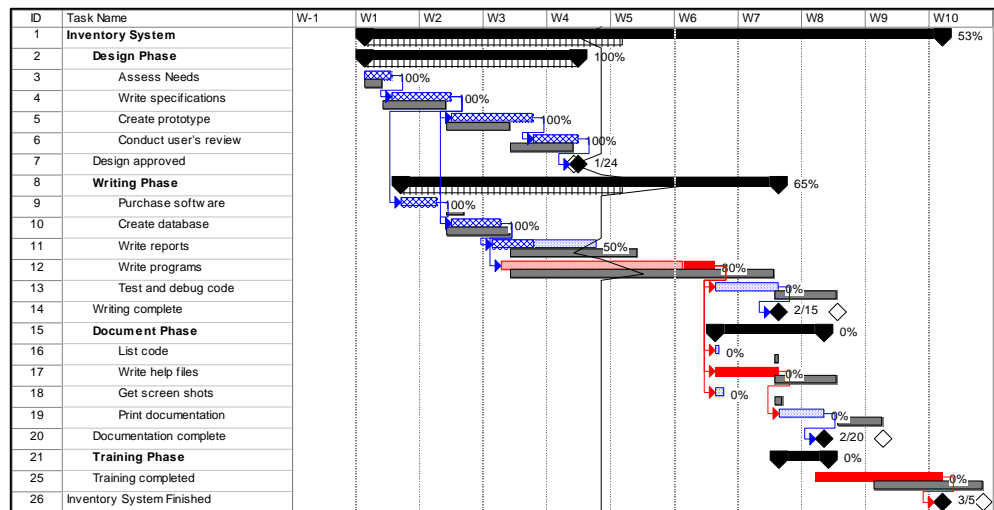 ID Task Name W-1 W1 W2 W3 W4 W5 W6 W7 W8 W9 W10
1 Inventory System 53%
2 Design Phase 100%
3 Assess Needs 100%
4 Write specifications 100%
5 Create prototype 100%
6 Conduct user's review 100%
7 Design approved 1/24
8 Writing Phase 65%
9 Purchase software 100%
10 Create database 100%
11 Write reports 50%
12 Write programs 80%
13 Test and debug code 0%
14 Writing complete 2/15
15 Document Phase 0%
16 List code 0%
17 Write help files 0%
18 Get screen shots 0%
19 Print documentation 0%
20 Documentation complete 2/20
21 Training Phase 0%
25 Training completed 0%
26 Inventory System Finished 3/5